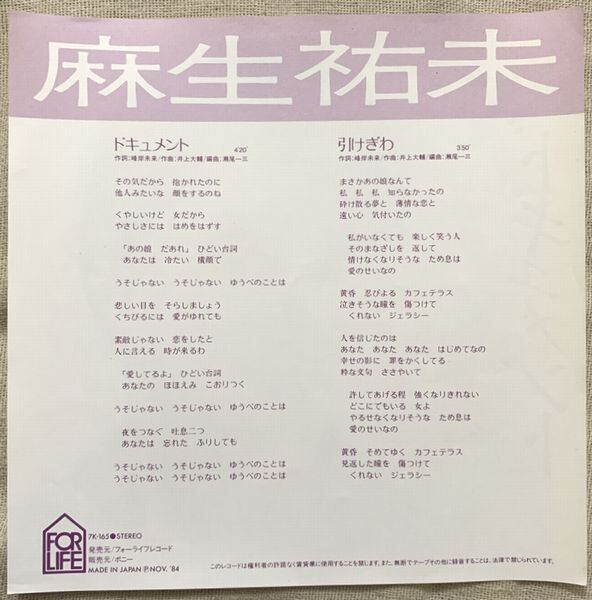 麻生祐未
ドキュメント 4'20"
作詞:峰岸未来/作曲:井上大輔/編曲:瀬尾一三
その気だから 抱かれたのに
他人みたいな 顔をするのね
くやしいけど 女だから
やさしさには はめをはずす
「あの娘 だあれ」ひどい台詞
あなたは 冷たい 横顔で
うそじゃない うそじゃない ゆうべのことは
悲しい目を そらしましょう
くちびるには 愛がゆれても
素敵じゃない 恋をしたと
人に言える 時が来るわ
「愛してるよ」ひどい台詞
あなたの ほほえみ こおりつく
うそじゃない うそじゃない ゆうべのことは
夜をつなぐ 吐息二つ
あなたは 忘れた ふりしても
うそじゃない うそじゃない ゆうべのことは
うそじゃない うそじゃない ゆうべのことは
引けぎわ 3'50"
作詞:峰岸未来/作曲:井上大輔/編曲:瀬尾一三
まさかあの娘なんて
私 私 私 知らなかったの
砕け散る夢と 薄情な恋と
遠い心 気付いたの
私がいなくても 楽しく笑う人
そのまなざしを 返して
情けなくなりそうな ため息は
愛のせいなの
黄昏 忍びよる カフェテラス
泣きそうな瞳を 傷つけて
くれない ジェラシー
人を信じたのは
あなた あなた あなた はじめてなの
幸せの影に 罪をかくしてる
粋な文句 ささやいて
許してあげる程 強くなりきれない
どこにでもいる 女よ
やるせなくなりそうな ため息は
愛のせいなの
黄昏 そめてゆく カフェテラス
見返した瞳を 傷つけて
くれない ジェラシー
FOR
LIFE
7K-165●STEREO
発売元/フォーライフレコード
販売元/ポニー
MADE IN JAPAN ℗NOV. '84
このレコードは権利者の許諾なく賃貸業に使用することを禁じます。また、無断でテープその他に録音することは、法律で禁じられています。